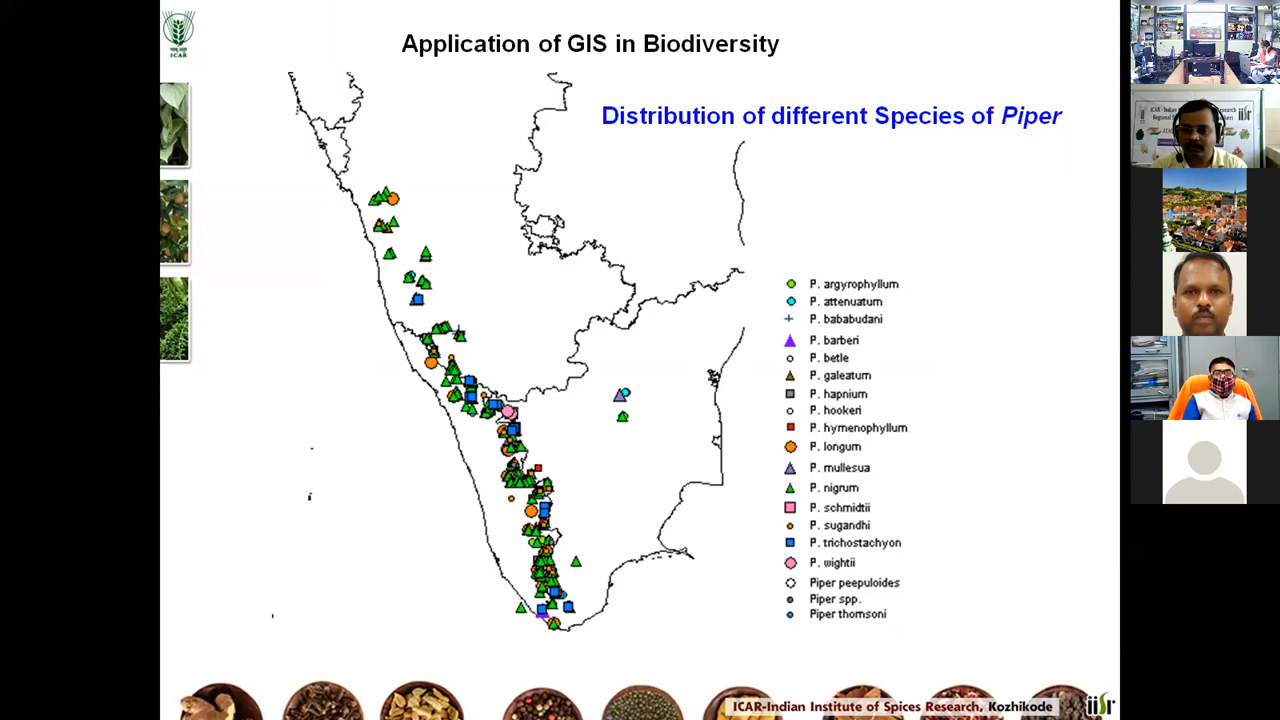 ICAR
Application of GIS in Biodiversity
Distribution of different Species of Piper
P. argyrophyllum
P. attenuatum
P. bababudani
P. barberi
P. betle
P. galeatum
P. hapnium
P. hookeri
P. hymenophyllum
P. longum
P. mullesua
P. nigrum
P. schmidtii
P. sugandhi
P. trichostachyon
P. wightii
Piper peepuloides
Piper spp.
Piper thomsoni
ICAR-Indian Institute of Spices Research, Kozhikode
iisr